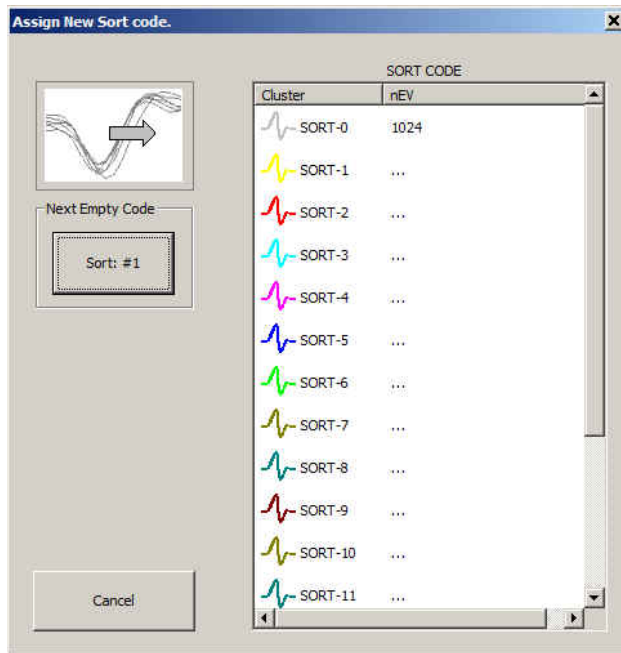 Assign New Sort code.
SORT CODE
Cluster nEV
SORT-0 1024
SORT-1 ...
Next Empty Code
Sort: #1
SORT-2 ...
SORT-3 ...
SORT-4 ...
SORT-5 ...
SORT-6 ...
SORT-7 ...
SORT-8 ...
SORT-9 ...
SORT-10 ...
SORT-11 ...
Cancel